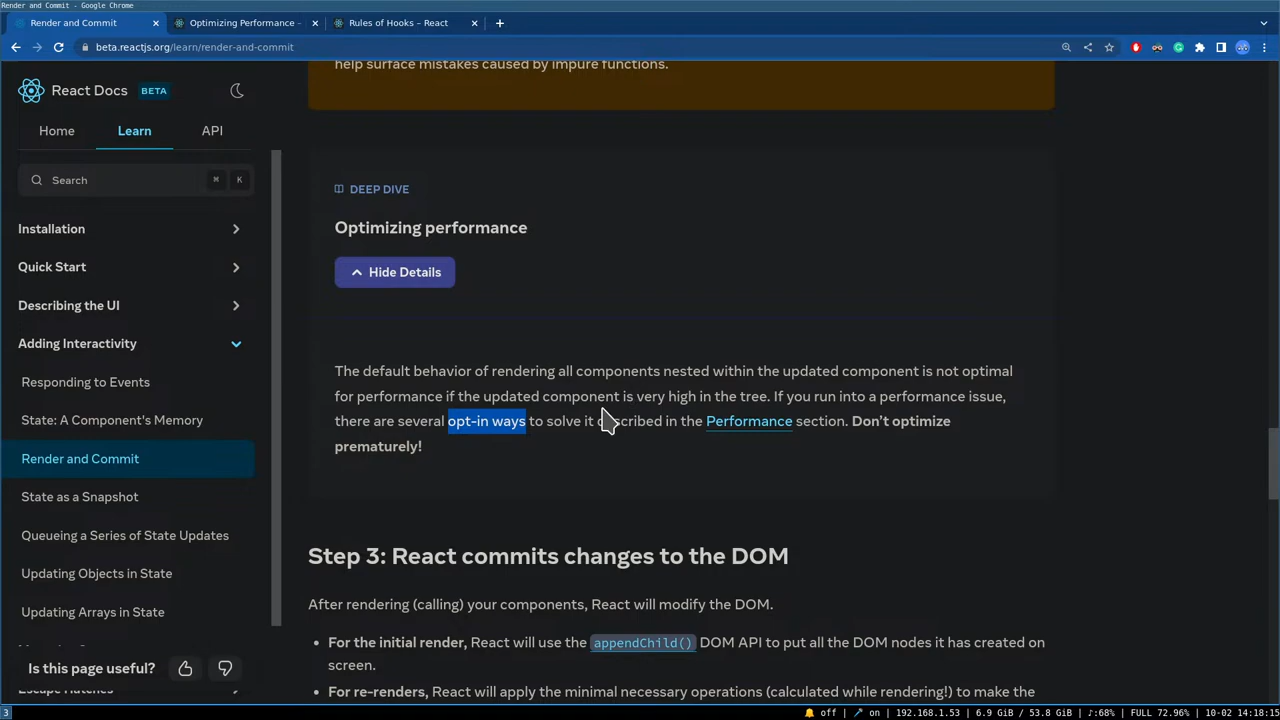 Render and Commit - Google Chrome
Render and Commit
Optimizing Performance -
Rules of Hooks – React
beta.reactjs.org/learn/render-and-commit
React Docs BETA
Home Learn API
Search ⌘ K
Installation
Quick Start
Describing the UI
Adding Interactivity
Responding to Events
State: A Component's Memory
Render and Commit
State as a Snapshot
Queueing a Series of State Updates
Updating Objects in State
Updating Arrays in State
Is this page useful?
Escape Hatches
help surface mistakes caused by impure functions.
DEEP DIVE
Optimizing performance
Hide Details
The default behavior of rendering all components nested within the updated component is not optimal
for performance if the updated component is very high in the tree. If you run into a performance issue,
there are several opt-in ways to solve it described in the Performance section. Don't optimize
prematurely!
Step 3: React commits changes to the DOM
After rendering (calling) your components, React will modify the DOM.
• For the initial render, React will use the appendChild() DOM API to put all the DOM nodes it has created on
screen.
• For re-renders, React will apply the minimal necessary operations (calculated while rendering!) to make the
3
off | on | 192.168.1.53 | 6.9 GiB / 53.8 GiB | ♪:68% | FULL 72.96% | 10-02 14:18:15